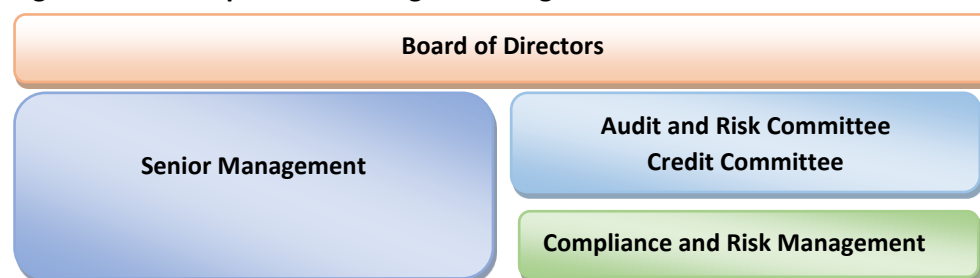 Board of Directors
Senior Management
Audit and Risk Committee
Credit Committee
Compliance and Risk Management